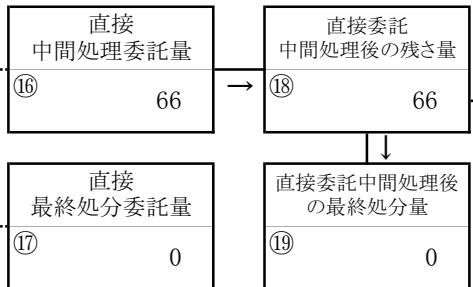 直接
中間処理委託量
⑯
66
→
直接委託
中間処理後の残さ量
⑱
66
↓
直接
最終処分委託量
⑰
0
直接委託中間処理後
の最終処分量
⑲
0